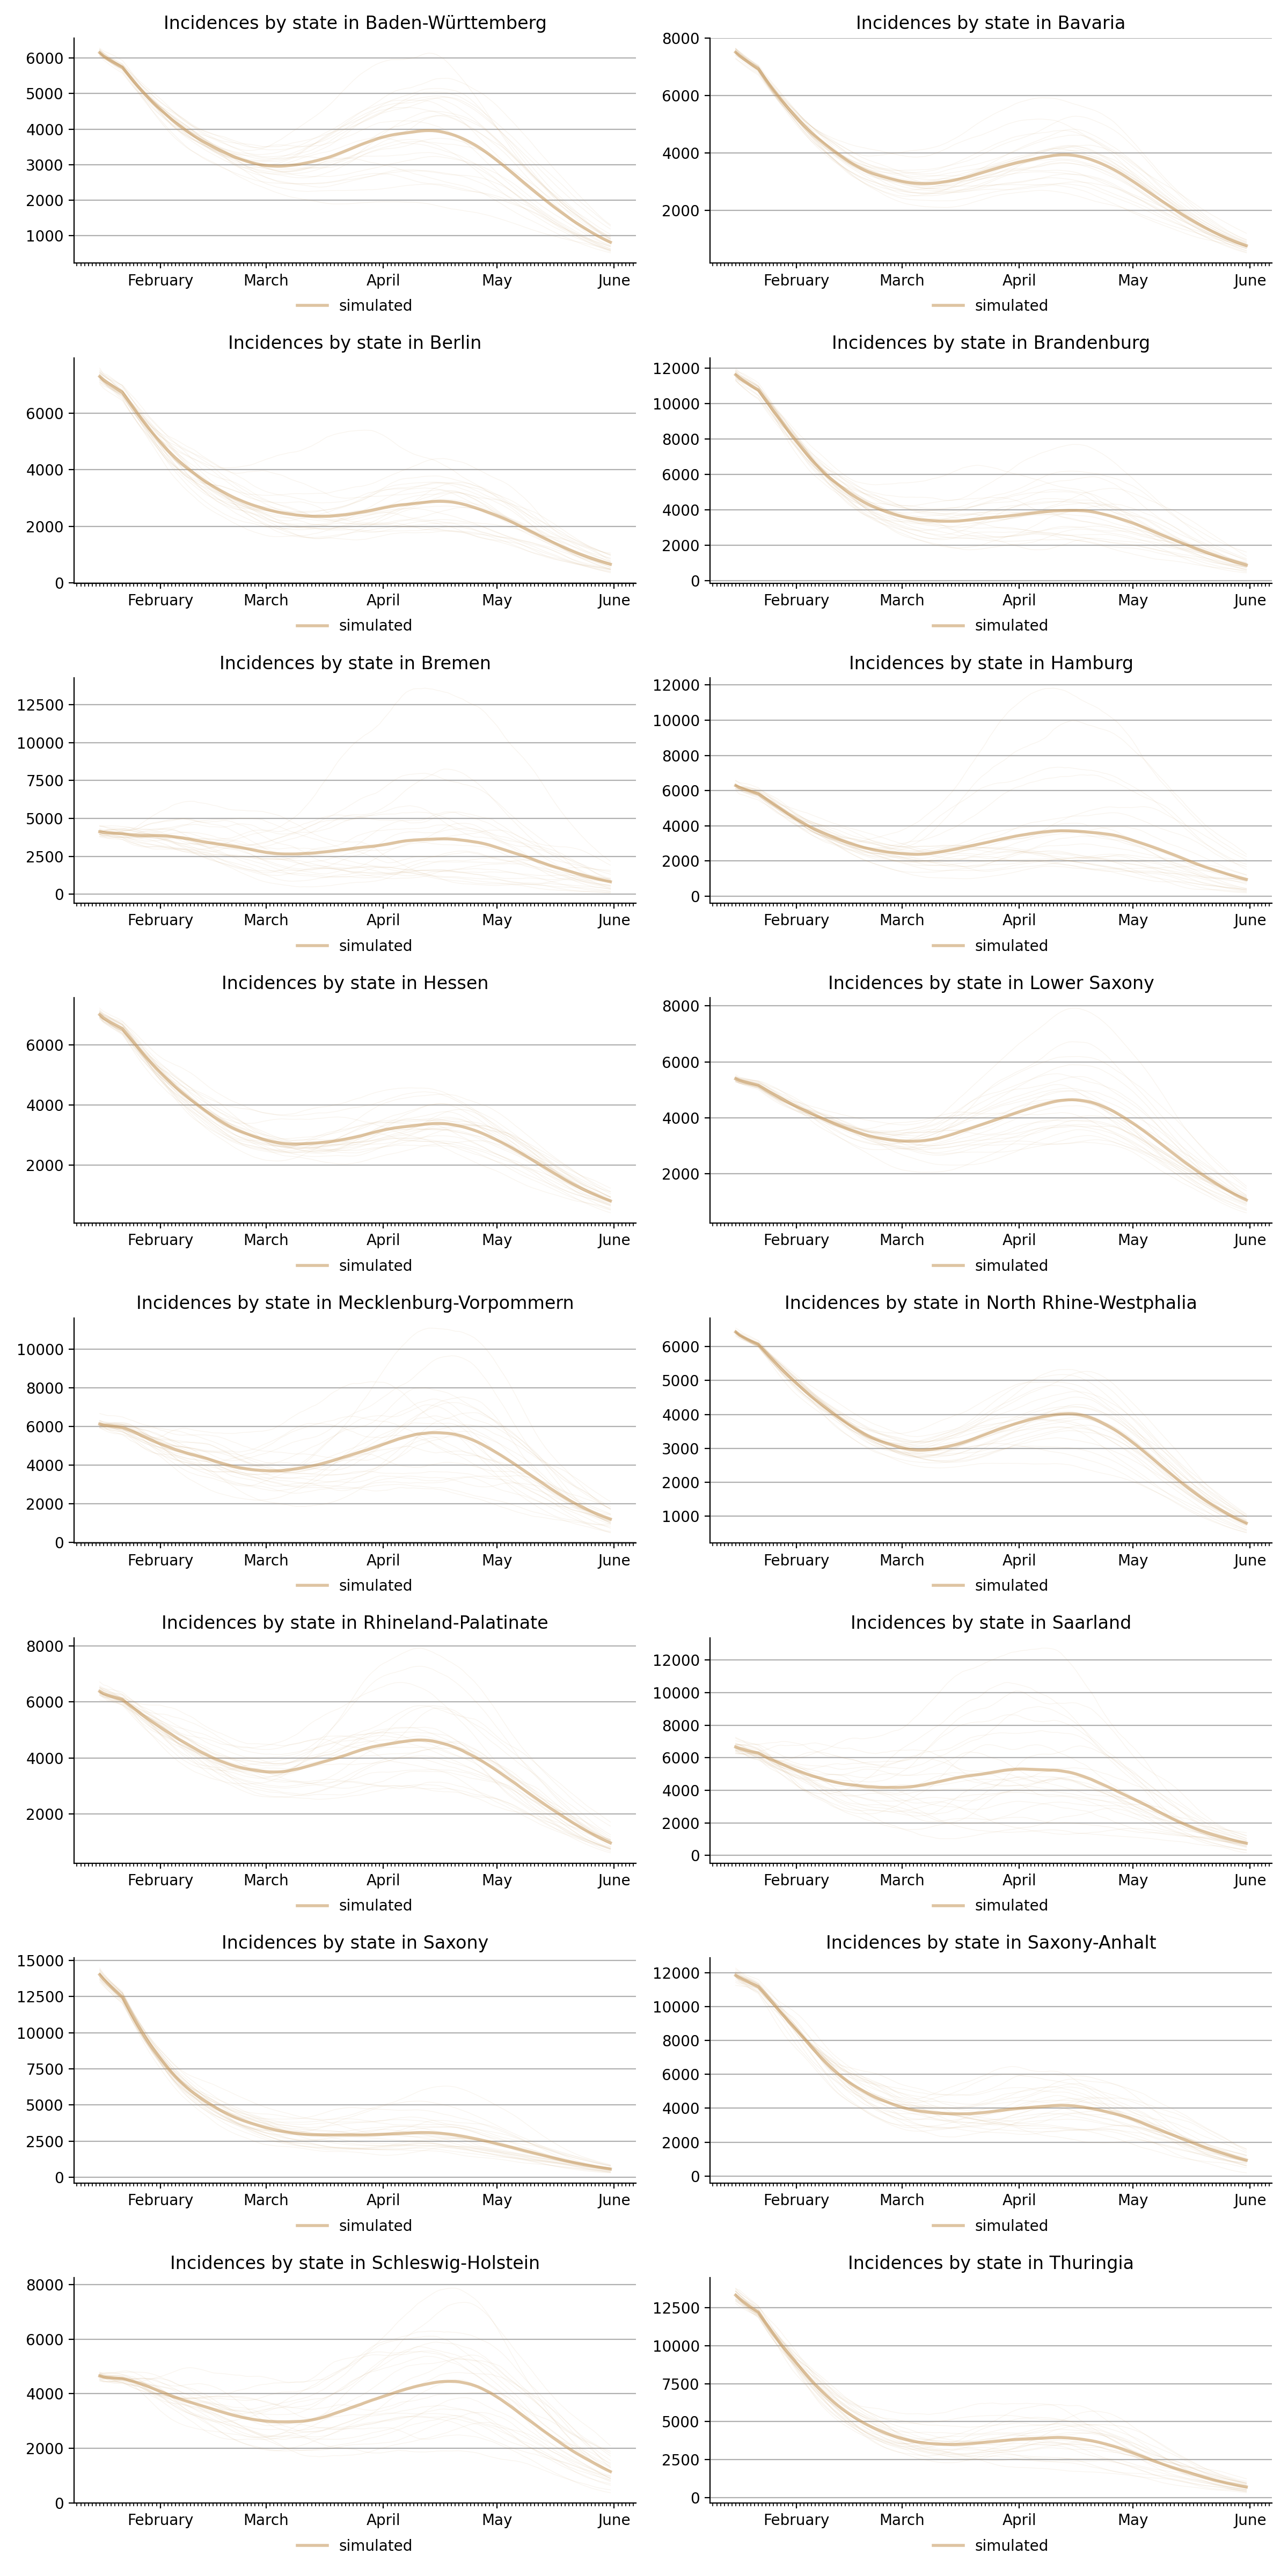 Incidences by state in Baden-Württemberg
6000
5000
4000
3000
2000
1000
February March April May June
simulated
Incidences by state in Bavaria
8000
6000
4000
2000
February March April May June
simulated
Incidences by state in Berlin
6000
4000
2000
0
February March April May June
simulated
Incidences by state in Brandenburg
12000
10000
8000
6000
4000
2000
0
February March April May June
simulated
Incidences by state in Bremen
12500
10000
7500
5000
2500
0
February March April May June
simulated
Incidences by state in Hamburg
12000
10000
8000
6000
4000
2000
0
February March April May June
simulated
Incidences by state in Hessen
6000
4000
2000
February March April May June
simulated
Incidences by state in Lower Saxony
8000
6000
4000
2000
February March April May June
simulated
Incidences by state in Mecklenburg-Vorpommern
10000
8000
6000
4000
2000
0
February March April May June
simulated
Incidences by state in North Rhine-Westphalia
6000
5000
4000
3000
2000
1000
February March April May June
simulated
Incidences by state in Rhineland-Palatinate
8000
6000
4000
2000
February March April May June
simulated
Incidences by state in Saarland
12000
10000
8000
6000
4000
2000
0
February March April May June
simulated
Incidences by state in Saxony
15000
12500
10000
7500
5000
2500
0
February March April May June
simulated
Incidences by state in Saxony-Anhalt
12000
10000
8000
6000
4000
2000
0
February March April May June
simulated
Incidences by state in Schleswig-Holstein
8000
6000
4000
2000
0
February March April May June
simulated
Incidences by state in Thuringia
12500
10000
7500
5000
2500
0
February March April May June
simulated